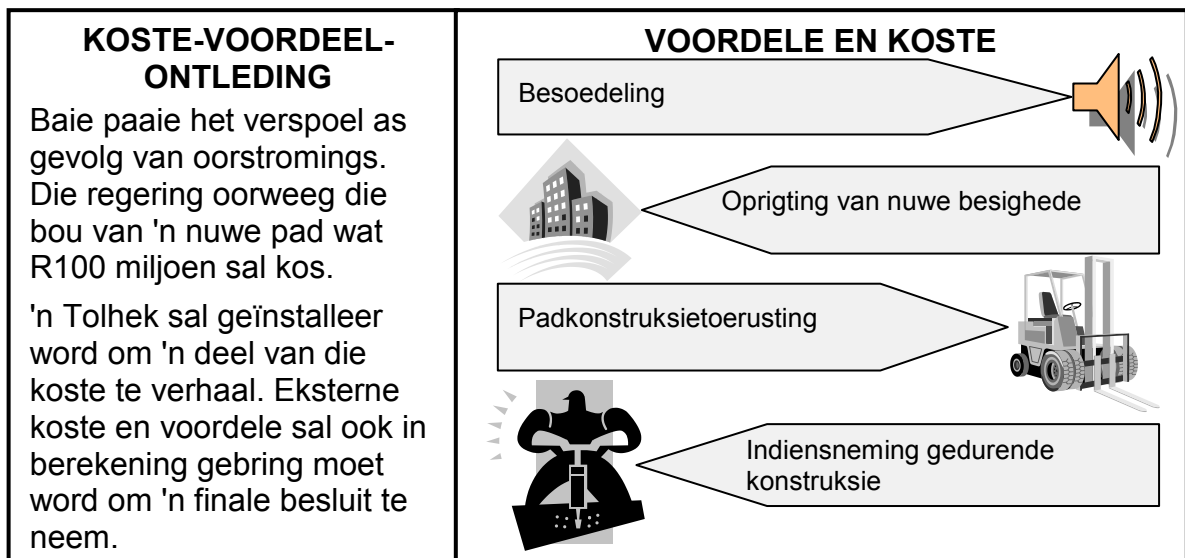 KOSTE-VOORDEEL-
ONTLEDING
Baie paaie het verspoel as
gevolg van oorstromings.
Die regering oorweeg die
bou van 'n nuwe pad wat
R100 miljoen sal kos.
'n Tolhek sal geïnstalleer
word om 'n deel van die
koste te verhaal. Eksterne
koste en voordele sal ook in
berekening gebring moet
word om 'n finale besluit te
neem.
VOORDELE EN KOSTE
Besoedeling
Oprigting van nuwe besighede
Padkonstruksietoerusting
Indiensneming gedurende
konstruksie